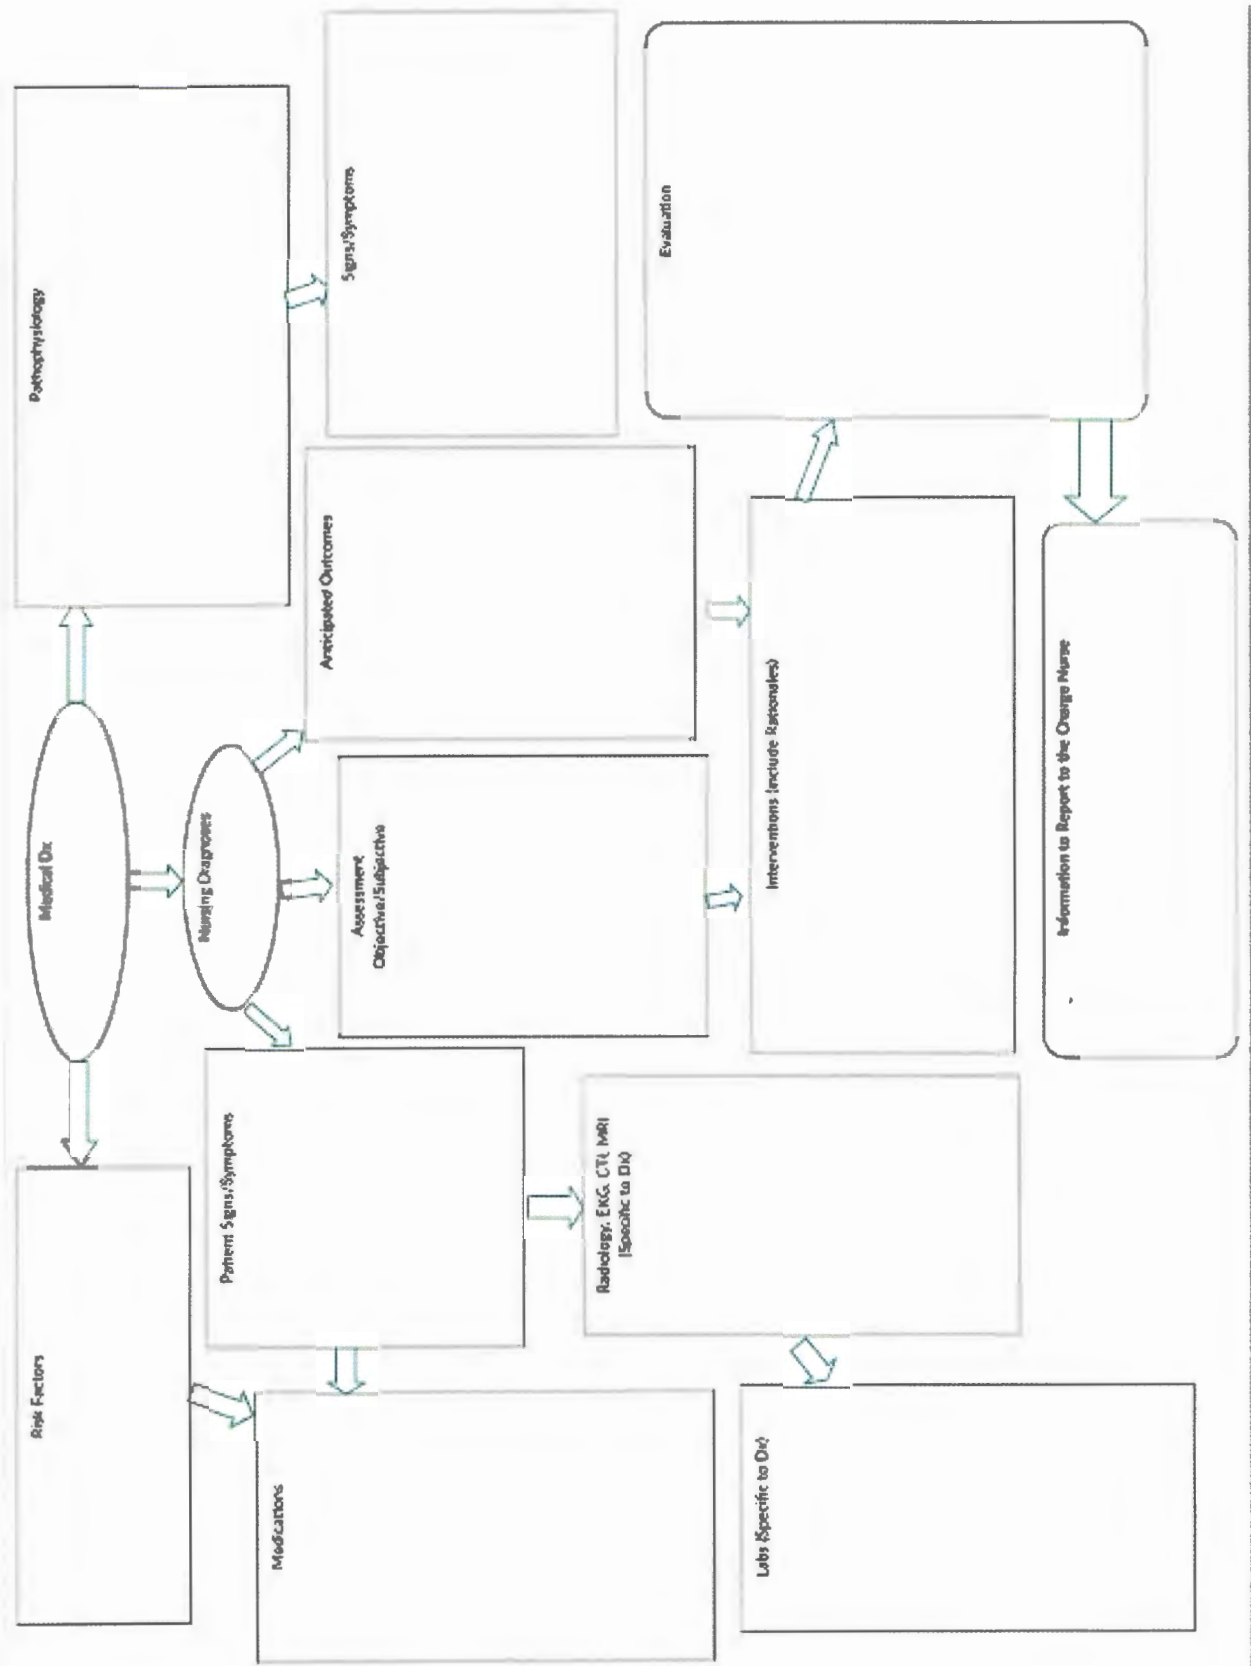 Medical Dx
Risk Factors
Pathophysiology
Nursing Diagnoses
Patient Signs/Symptoms
Medications
Assessment
Objective/Subjective
Anticipated Outcomes
Signs/Symptoms
Radiology, EKG, CT, MRI
(Specific to Dx)
Labs (Specific to Dx)
Interventions (Include Rationales)
Evaluation
Information to Report to the Charge Nurse